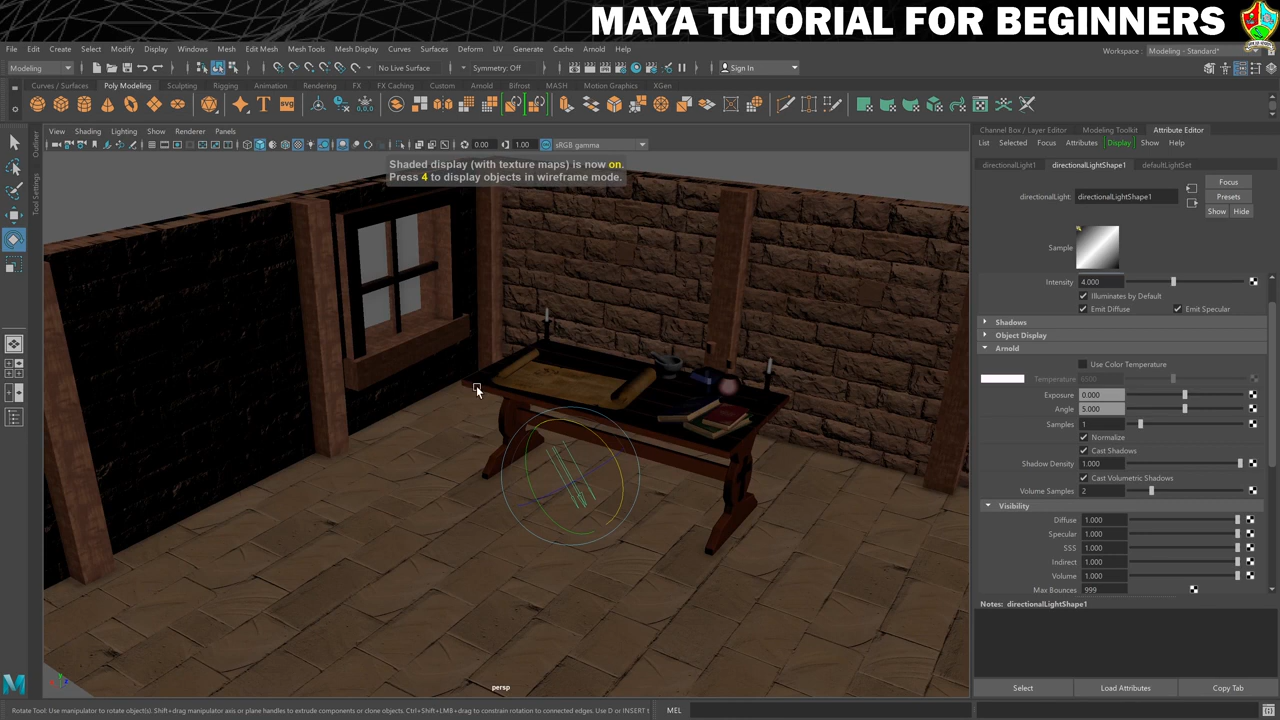 MAYA TUTORIAL FOR BEGINNERS
File Edit Create Select Modify Display Windows Mesh Edit Mesh Mesh Tools Mesh Display Curves Surfaces Deform UV Generate Cache Arnold Help
Workspace : Modeling - Standard*
Modeling No Live Surface Symmetry: Off Sign In
Curves / Surfaces Poly Modeling Sculpting Rigging Animation Rendering FX FX Caching Custom Arnold Bifrost MASH Motion Graphics XGen
View Shading Lighting Show Renderer Panels
Channel Box / Layer Editor Modeling Toolkit Attribute Editor
List Selected Focus Attributes Display Show Help
0.00 1.00 sRGB gamma
Outliner
Tool Settings
Shaded display (with texture maps) is now on.
Press 4 to display objects in wireframe mode.
directionalLight1 directionalLightShape1 defaultLightSet
directionalLight: directionalLightShape1
Focus
Presets
Show Hide
Sample
Intensity 4.000
Illuminates by Default
Emit Diffuse Emit Specular
Shadows
Object Display
Arnold
Use Color Temperature
Temperature 6500
Exposure 0.000
Angle 5.000
Samples 1
Normalize
Cast Shadows
Shadow Density 1.000
Cast Volumetric Shadows
Volume Samples 2
Visibility
Diffuse 1.000
Specular 1.000
SSS 1.000
Indirect 1.000
Volume 1.000
Max Bounces 999
Notes: directionalLightShape1
persp
Select Load Attributes Copy Tab
Rotate Tool: Use manipulator to rotate object(s). Shift+drag manipulator axis or plane handles to extrude components or clone objects. Ctrl+Shift+LMB+drag to constrain rotation to connected edges. Use D or INSERT t
MEL